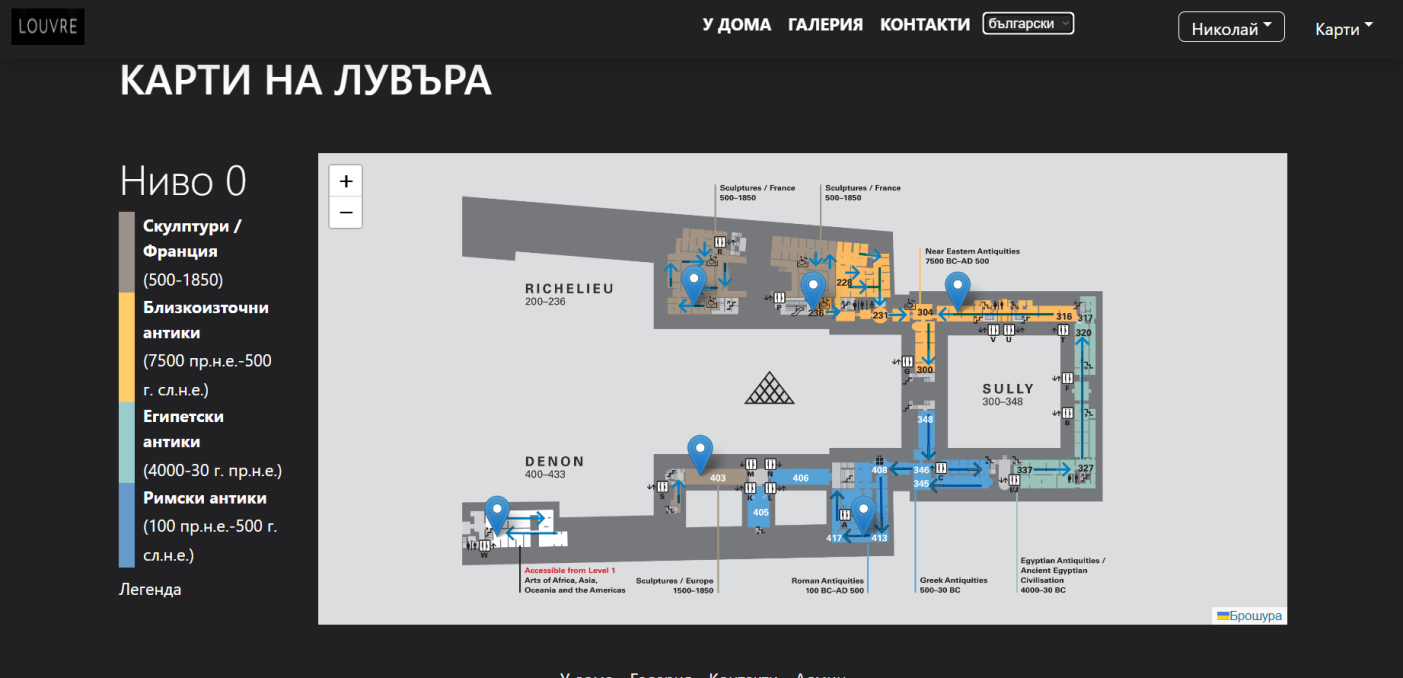 LOUVRE
У ДОМА ГАЛЕРИЯ КОНТАКТИ български Николай Карти
КАРТИ НА ЛУВЪРА
Ниво 0
Скулптури /
Франция
(500-1850)
Близкоизточни
антики
(7500 пр.н.е.-500
г. сл.н.е.)
Египетски
антики
(4000-30 г. пр.н.е.)
Римски антики
(100 пр.н.е.-500 г.
сл.н.е.)
Легенда
+
−
Sculptures / France
500–1850
Sculptures / France
500–1850
Near Eastern Antiquities
7500 BC–AD 500
RICHELIEU
200–236
R
P
228
236
231
304
316
317
320
V
U
T
G
300
F
B
SULLY
300–348
348
DENON
400–433
S
403
M
N
K
L
406
405
408
346
345
C
337
327
A
417
413
W
Accessible from Level 1
Arts of Africa, Asia,
Oceania and the Americas
Sculptures / Europe
1500–1850
Roman Antiquities
100 BC–AD 500
Greek Antiquities
500–30 BC
Egyptian Antiquities /
Ancient Egyptian
Civilisation
4000–30 BC
Брошура
У дома Галерия Контакти Админ